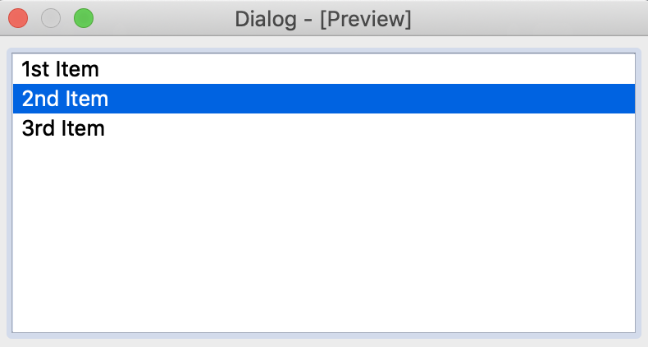 Dialog - [Preview]
1st Item
2nd Item
3rd Item